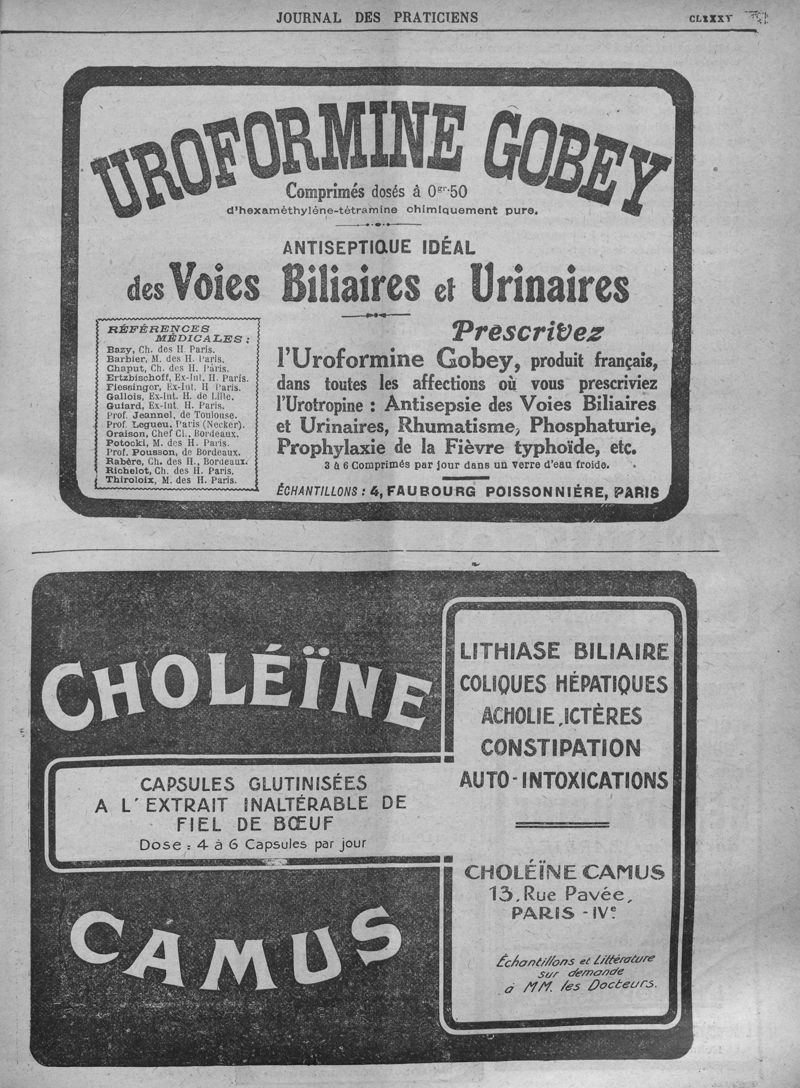 JOURNAL DES PRATICIENS
UROFORMINE GOBEY
Comprimés dosés à 0gr.50
d'hexaméthylène-tétramine chimiquement pure.
ANTISEPTIQUE IDÉAL
des Voies Biliaires et Urinaires
RÉFÉRENCES
MÉDICALES :
Bazy, Ch. des H. Paris.
Barbier, M. des H. Paris.
Chaput, Ch. des H. Paris.
Ertzbischoff, Ex-Int. H. Paris.
Fiessinger, Ex-Int. H. Paris.
Gallois, Ex-Int. H. de Lille.
Guiard, Ex-Int. H. Paris.
Prof. Jeannel, de Toulouse.
Prof. Legueu, Paris (Necker).
Oraison, Chef Cl., Bordeaux.
Potocki, M. des H. Paris.
Prof. Pousson, de Bordeaux.
Rabère, Ch. des H., Bordeaux.
Richelot, Ch. des H. Paris.
Thiroloix, M. des H. Paris.
Prescrivez
l'Uroformine Gobey, produit français,
dans toutes les affections où vous prescriviez
l'Urotropine : Antisepsie des Voies Biliaires
et Urinaires, Rhumatisme, Phosphaturie,
Prophylaxie de la Fièvre typhoïde, etc.
3 à 6 Comprimés par jour dans un verre d'eau froide.
ÉCHANTILLONS : 4, FAUBOURG POISSONNIÉRE, PARIS
CHOLÉÏNE
CAPSULES GLUTINISÉES
A L'EXTRAIT INALTÉRABLE DE
FIEL DE BŒUF
Dose : 4 à 6 Capsules par jour
CAMUS
LITHIASE BILIAIRE
COLIQUES HÉPATIQUES
ACHOLIE, ICTÈRES
CONSTIPATION
AUTO-INTOXICATIONS
CHOLÉÏNE CAMUS
13, Rue Pavée,
PARIS - IVe
Échantillons et Littérature
sur demande
à MM. les Docteurs.